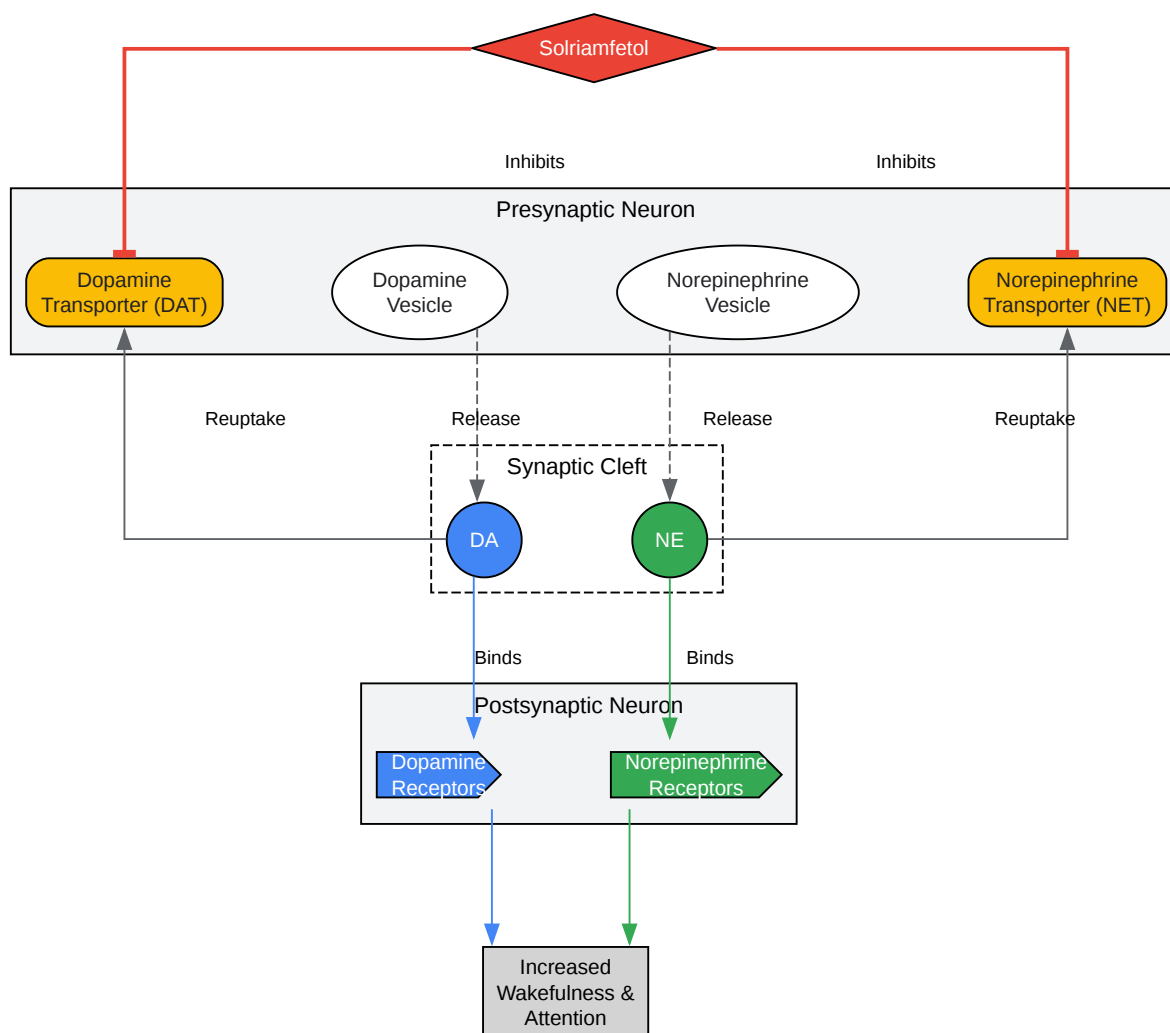 Solriamfetol
Inhibits
Inhibits
Presynaptic Neuron
Dopamine
Transporter (DAT)
Dopamine
Vesicle
Norepinephrine
Vesicle
Norepinephrine
Transporter (NET)
Reuptake
Release
Release
Reuptake
Synaptic Cleft
DA
NE
Binds
Binds
Postsynaptic Neuron
Dopamine
Receptors
Norepinephrine
Receptors
Increased
Wakefulness &
Attention